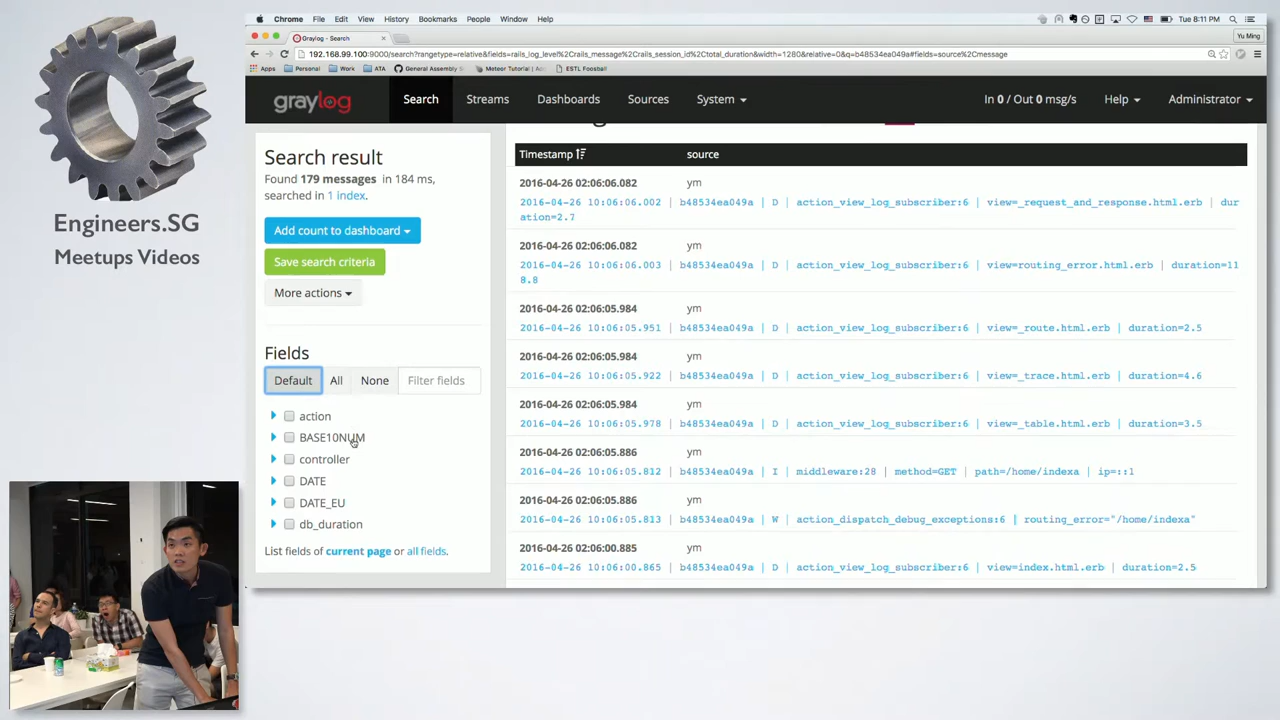 Engineers.SG
Meetups Videos
Chrome File Edit View History Bookmarks People Window Help
Tue 8:11 PM
Graylog - Search
Yu Ming
192.168.99.100:9000/search?rangetype=relative&fields=rails_log_level%2Crails_message%2Crails_session_id%2Ctotal_duration&width=1280&relative=0&q=b48534ea049a#fields=source%2Cmessage
Apps Personal Work ATA General Assembly Meteor Tutorial | ESTL Foosball
graylog Search Streams Dashboards Sources System In 0 / Out 0 msg/s Help Administrator
Search result
Found 179 messages in 184 ms,
searched in 1 index.
Add count to dashboard
Save search criteria
More actions
Fields
Default All None Filter fields
action
BASE10NUM
controller
DATE
DATE_EU
db_duration
List fields of current page or all fields.
Timestamp source
2016-04-26 02:06:06.082 ym
2016-04-26 10:06:06.002 | b48534ea049a | D | action_view_log_subscriber:6 | view=_request_and_response.html.erb | dur
ation=2.7
2016-04-26 02:06:06.082 ym
2016-04-26 10:06:06.003 | b48534ea049a | D | action_view_log_subscriber:6 | view=routing_error.html.erb | duration=11
8.8
2016-04-26 02:06:05.984 ym
2016-04-26 10:06:05.951 | b48534ea049a | D | action_view_log_subscriber:6 | view=_route.html.erb | duration=2.5
2016-04-26 02:06:05.984 ym
2016-04-26 10:06:05.922 | b48534ea049a | D | action_view_log_subscriber:6 | view=_trace.html.erb | duration=4.6
2016-04-26 02:06:05.984 ym
2016-04-26 10:06:05.978 | b48534ea049a | D | action_view_log_subscriber:6 | view=_table.html.erb | duration=3.5
2016-04-26 02:06:05.886 ym
2016-04-26 10:06:05.812 | b48534ea049a | I | middleware:28 | method=GET | path=/home/indexa | ip=::1
2016-04-26 02:06:05.886 ym
2016-04-26 10:06:05.813 | b48534ea049a | W | action_dispatch_debug_exceptions:6 | routing_error="/home/indexa"
2016-04-26 02:06:00.885 ym
2016-04-26 10:06:00.865 | b48534ea049a | D | action_view_log_subscriber:6 | view=index.html.erb | duration=2.5